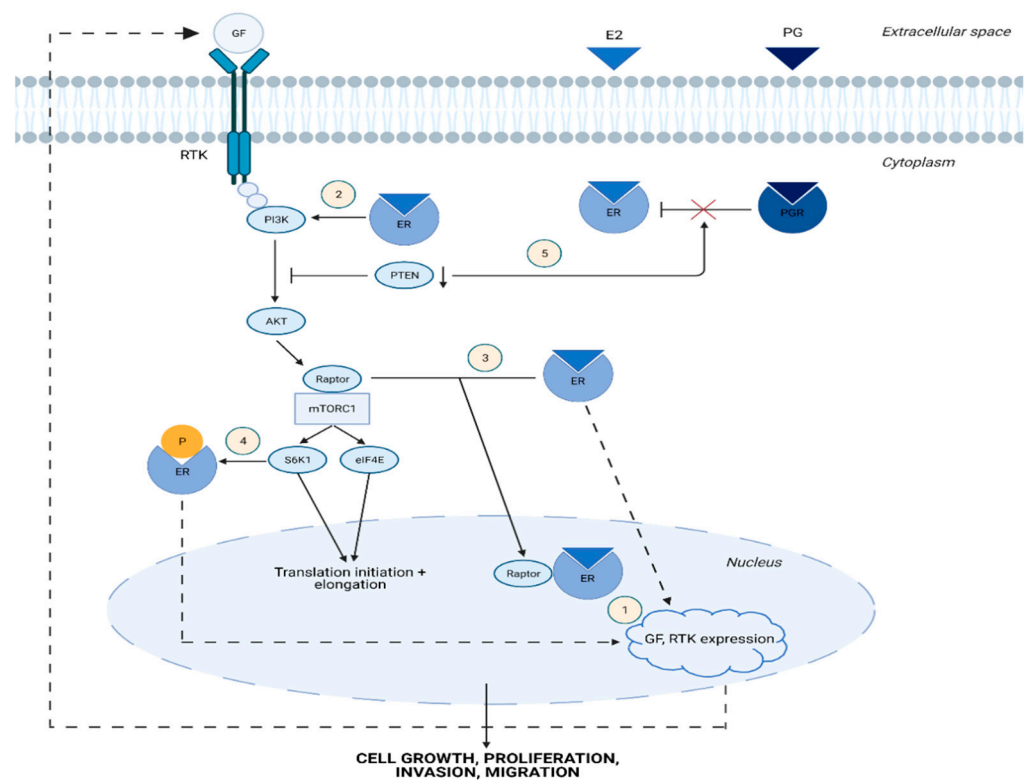 GF
E2
PG
Extracellular space
RTK
Cytoplasm
2
PI3K
ER
ER
PGR
5
PTEN
AKT
3
Raptor
ER
mTORC1
P
4
ER
S6K1
eIF4E
Nucleus
Translation initiation +
elongation
Raptor
ER
1
GF, RTK expression
CELL GROWTH, PROLIFERATION,
INVASION, MIGRATION